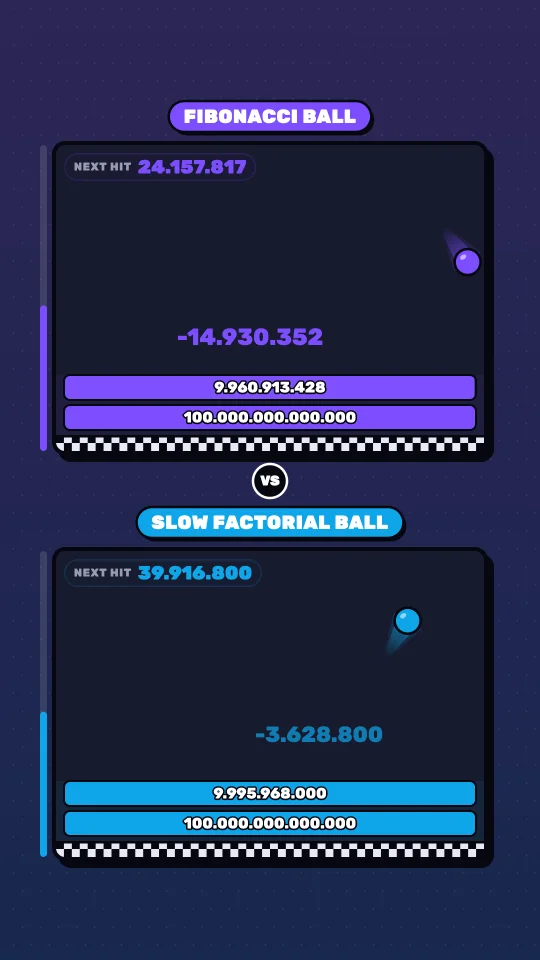 FIBONACCI BALL
NEXT HIT 24.157.817
-14.930.352
9.960.913.428
100.000.000.000.000
VS
SLOW FACTORIAL BALL
NEXT HIT 39.916.800
-3.628.800
9.995.968.000
100.000.000.000.000